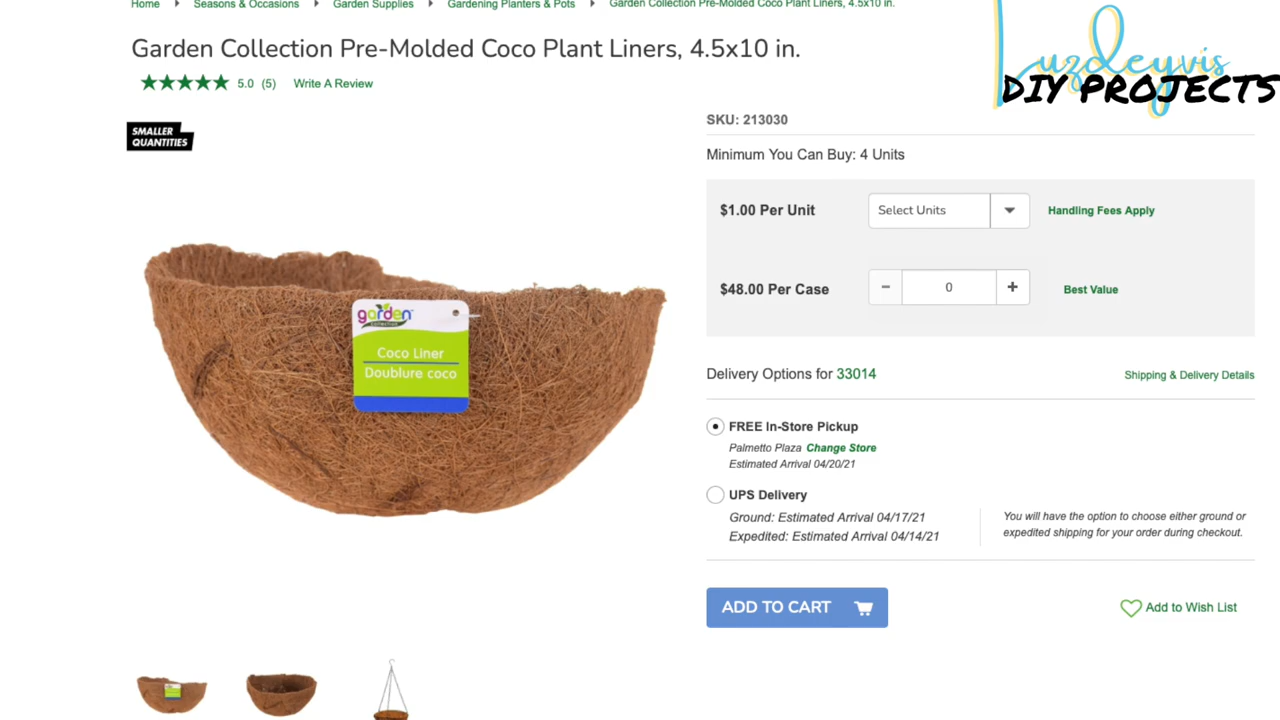 Home Seasons & Occasions Garden Supplies Gardening Planters & Pots Garden Collection Pre-Molded Coco Plant Liners, 4.5x10 in.
Garden Collection Pre-Molded Coco Plant Liners, 4.5x10 in.
5.0 (5) Write A Review
Luzdeyvis
DIY PROJECTS
SMALLER
QUANTITIES
SKU: 213030
Minimum You Can Buy: 4 Units
$1.00 Per Unit Select Units Handling Fees Apply
$48.00 Per Case − 0 + Best Value
garden
COLLECTION
Coco Liner
Doublure coco
Delivery Options for 33014 Shipping & Delivery Details
FREE In-Store Pickup
Palmetto Plaza Change Store
Estimated Arrival 04/20/21
UPS Delivery
Ground: Estimated Arrival 04/17/21
Expedited: Estimated Arrival 04/14/21
You will have the option to choose either ground or
expedited shipping for your order during checkout.
ADD TO CART
Add to Wish List